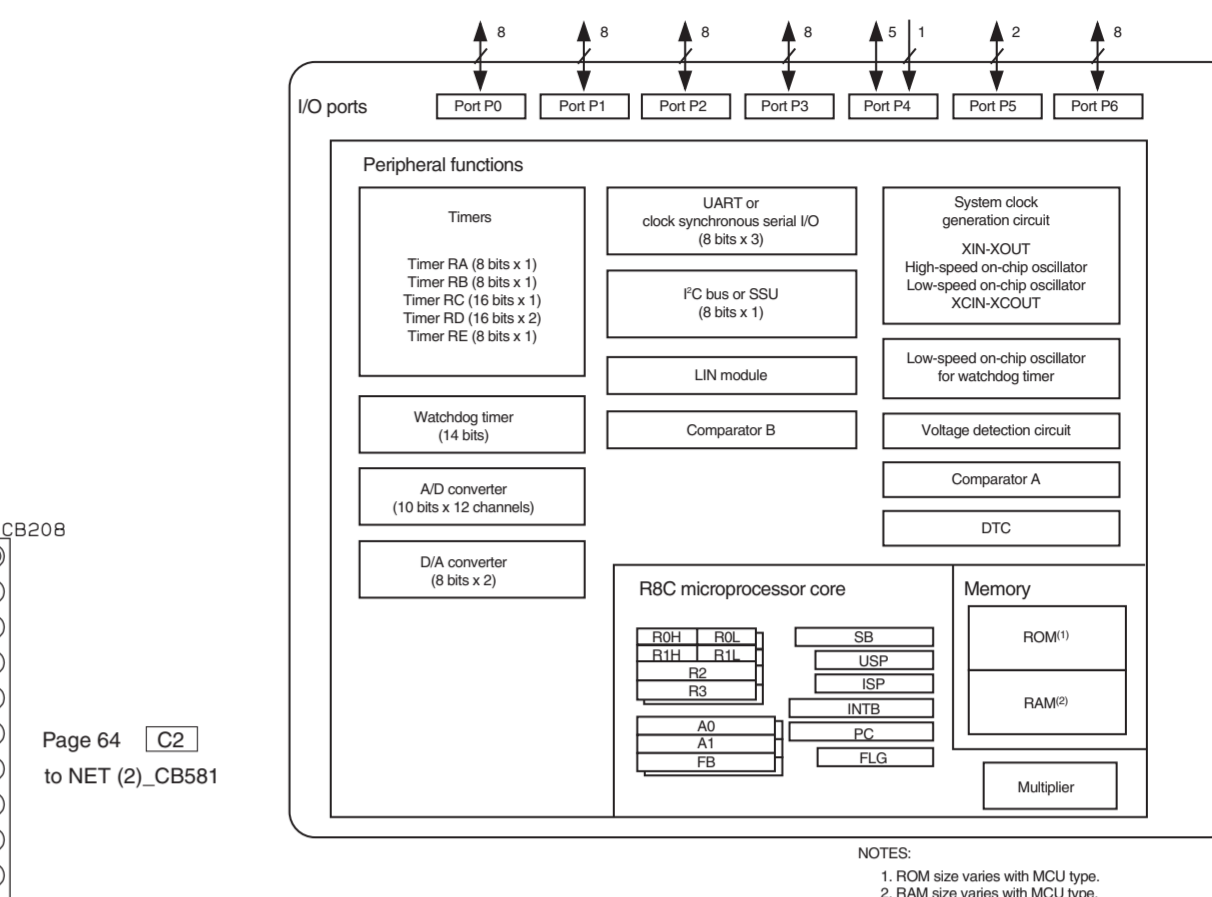 8
8
8
8
5
1
2
8
I/O ports
Port P0
Port P1
Port P2
Port P3
Port P4
Port P5
Port P6
Peripheral functions
Timers
Timer RA (8 bits x 1)
Timer RB (8 bits x 1)
Timer RC (16 bits x 1)
Timer RD (16 bits x 2)
Timer RE (8 bits x 1)
Watchdog timer
(14 bits)
A/D converter
(10 bits x 12 channels)
D/A converter
(8 bits x 2)
UART or
clock synchronous serial I/O
(8 bits x 3)
I²C bus or SSU
(8 bits x 1)
LIN module
Comparator B
System clock
generation circuit
XIN-XOUT
High-speed on-chip oscillator
Low-speed on-chip oscillator
XCIN-XCOUT
Low-speed on-chip oscillator
for watchdog timer
Voltage detection circuit
Comparator A
DTC
R8C microprocessor core
R0H
R0L
R1H
R1L
R2
R3
A0
A1
FB
SB
USP
ISP
INTB
PC
FLG
Memory
ROM(1)
RAM(2)
Multiplier
CB208
Page 64 C2
to NET (2)_CB581
NOTES:
1. ROM size varies with MCU type.
2. RAM size varies with MCU type.